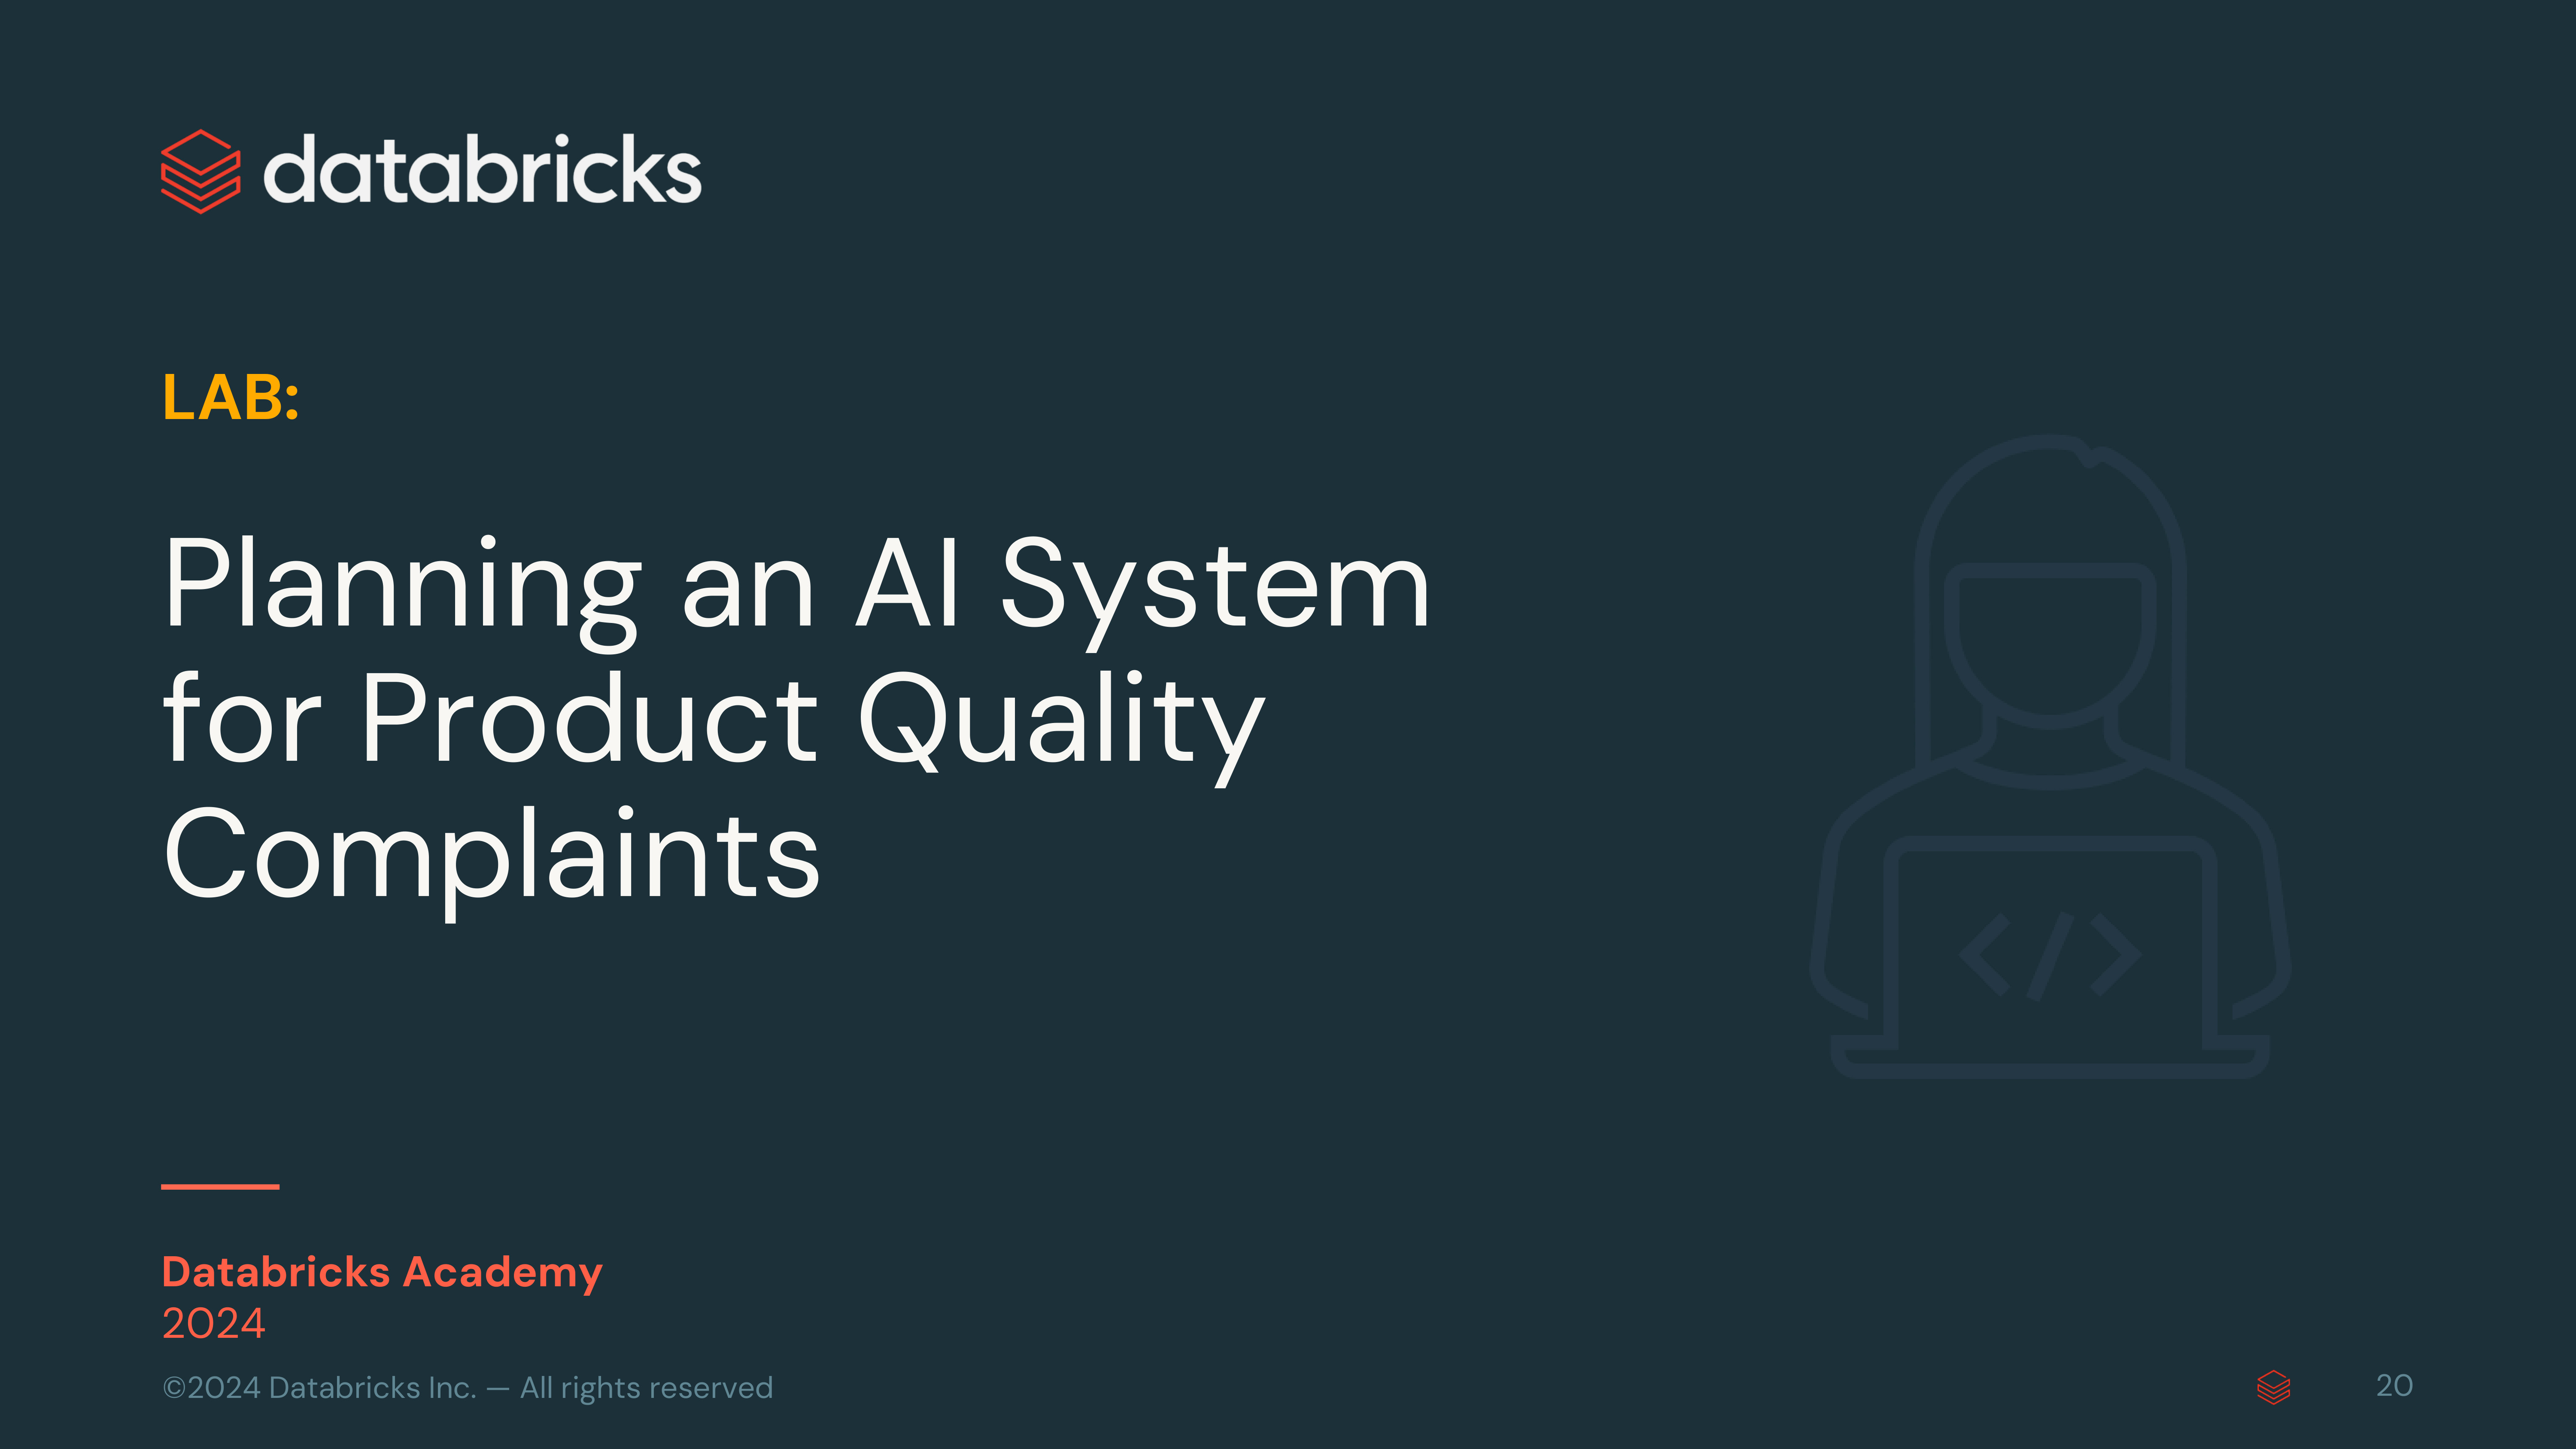 databricks
LAB:
Planning an AI System
for Product Quality
Complaints
</>
Databricks Academy
2024
©2024 Databricks Inc. — All rights reserved
20